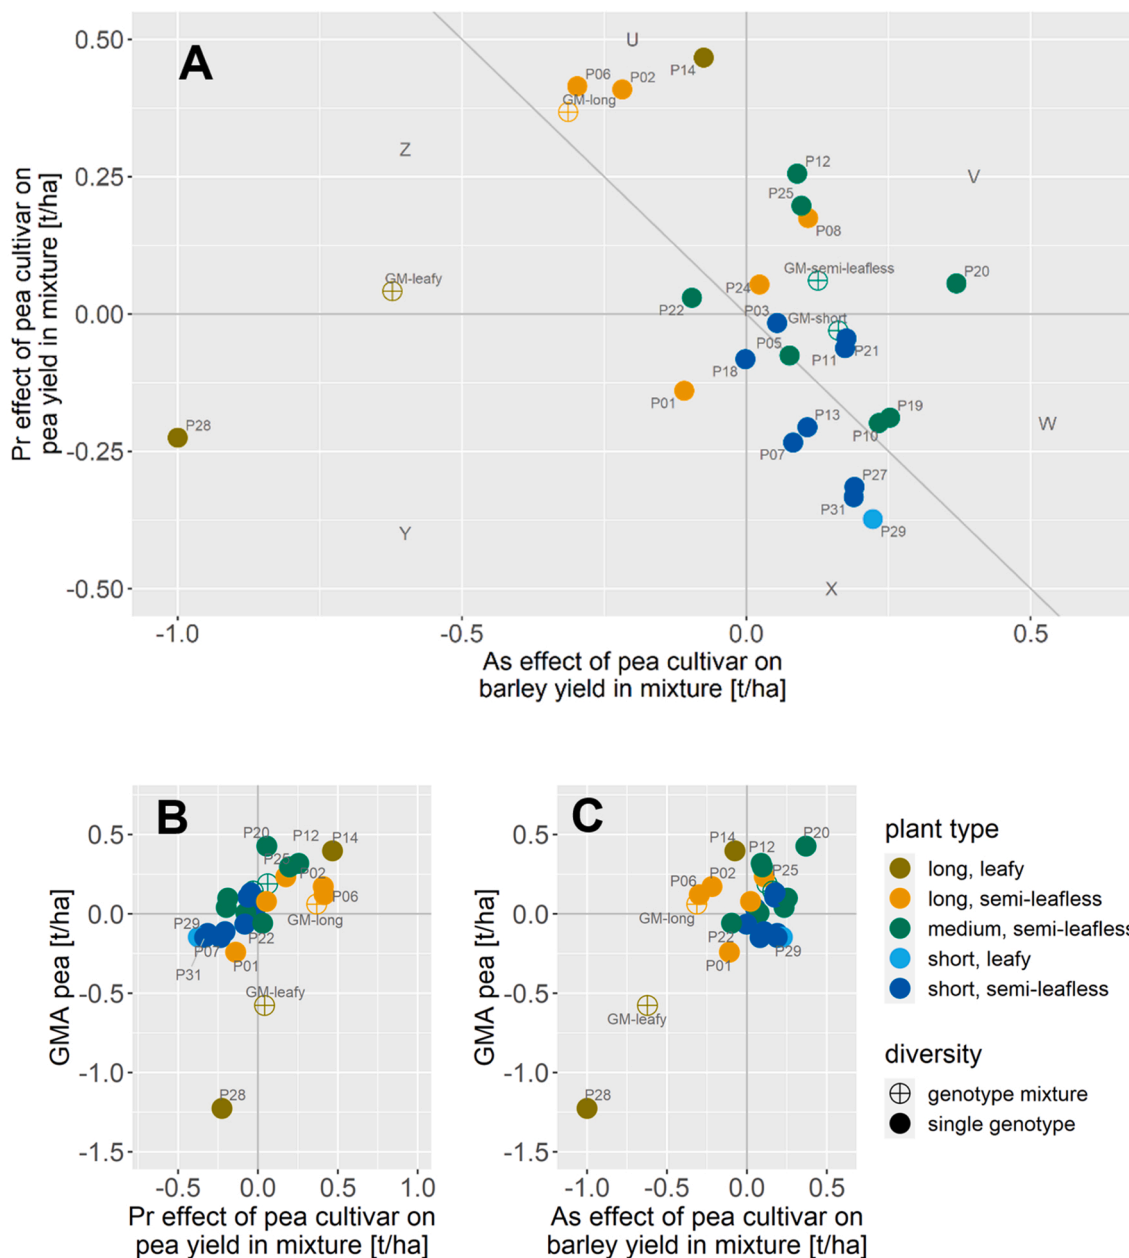 A
0.50
0.25
0.00
-0.25
-0.50
Pr effect of pea cultivar on
pea yield in mixture [t/ha]
U
P14
P06
P02
GM-long
Z
P12
V
P25
P08
GM-leafy
GM-semi-leafless
P20
P24
P22
P03
GM-short
P05
P11
P21
P18
P01
P19
P13
W
P28
P10
P07
P27
P31
P29
Y
X
-1.0
-0.5
0.0
0.5
As effect of pea cultivar on
barley yield in mixture [t/ha]
B
0.5
0.0
-0.5
-1.0
-1.5
GMA pea [t/ha]
P20
P12
P14
P25
P02
P06
GM-long
P29
P22
P07
P01
P31
GM-leafy
P28
-0.5
0.0
0.5
1.0
Pr effect of pea cultivar on
pea yield in mixture [t/ha]
C
0.5
0.0
-0.5
-1.0
-1.5
GMA pea [t/ha]
P14
P20
P12
P02
P25
P06
GM-long
P22
P29
P01
GM-leafy
P28
-1.0
-0.5
0.0
0.5
As effect of pea cultivar on
barley yield in mixture [t/ha]
plant type
long, leafy
long, semi-leafless
medium, semi-leafless
short, leafy
short, semi-leafless
diversity
genotype mixture
single genotype